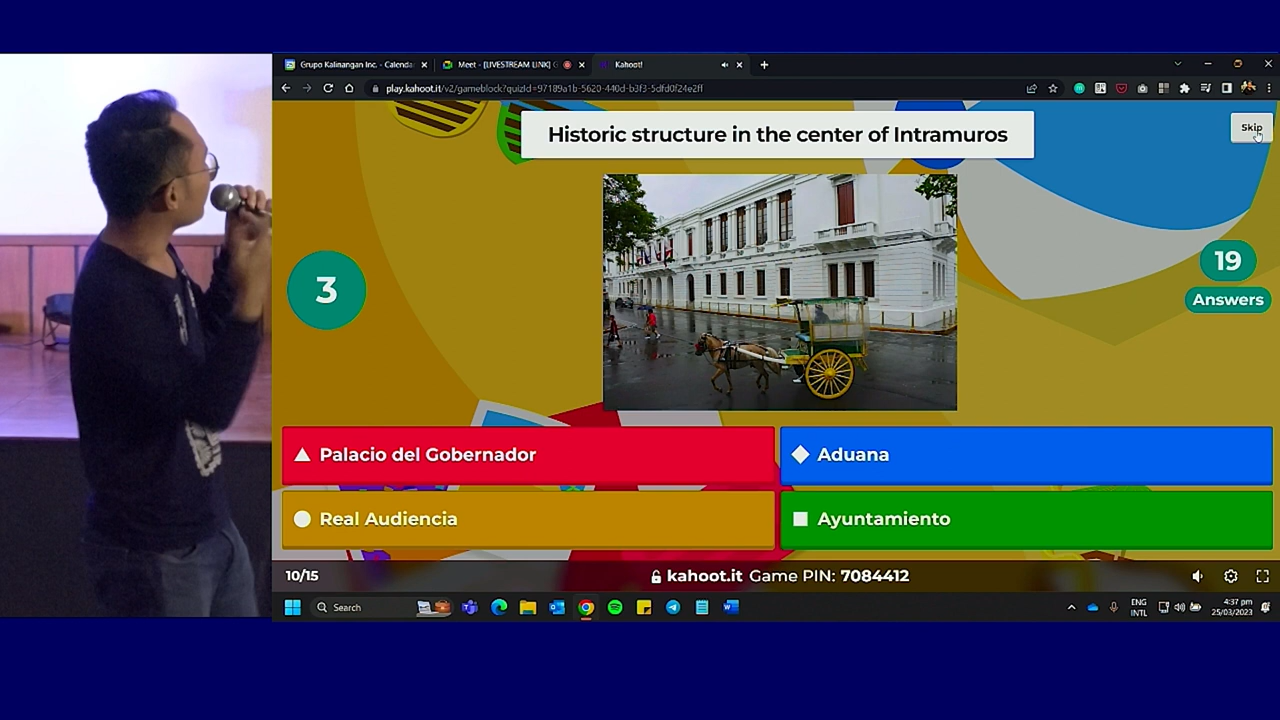 Grupo Kalinangan Inc. - Calenda
Meet - [LIVESTREAM LINK] G
Kahoot!
play.kahoot.it/v2/gameblock?quizId=97189a1b-5620-440d-b3f3-5dfd0f24e2ff
Historic structure in the center of Intramuros
Skip
3
19
Answers
Palacio del Gobernador
Aduana
Real Audiencia
Ayuntamiento
10/15
kahoot.it Game PIN: 7084412
Search
ENG
INTL
4:37 pm
25/03/2023